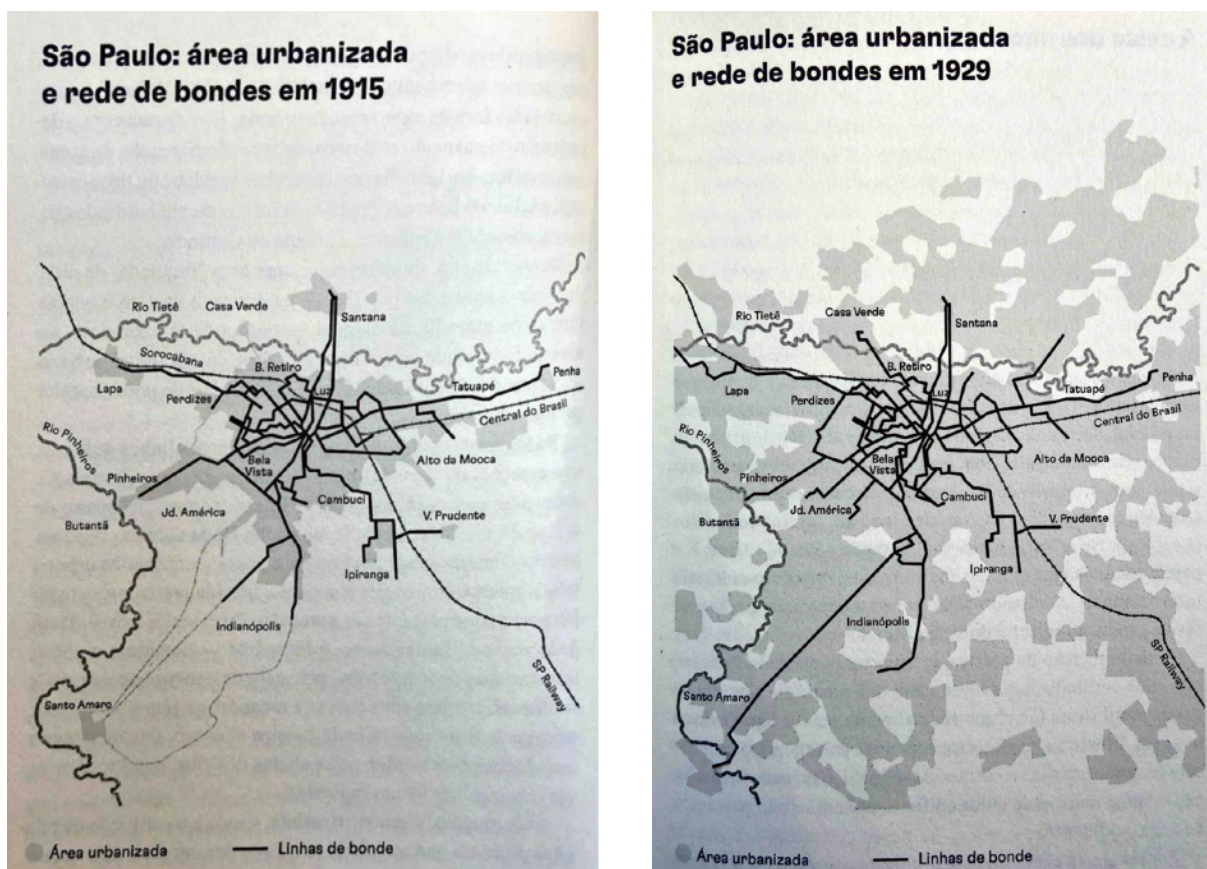 São Paulo: área urbanizada
e rede de bondes em 1915
Rio Tietê
Casa Verde
Santana
Sorocabana
B. Retiro
Lapa
Perdizes
Luz
Tatuapé
Penha
Central do Brasil
Rio Pinheiros
Bela
Vista
Alto da Mooca
Pinheiros
Cambuci
Butantã
Jd. América
V. Prudente
Ipiranga
Indianópolis
SP Railway
Santo Amaro
Área urbanizada
Linhas de bonde
São Paulo: área urbanizada
e rede de bondes em 1929
Rio Tietê
Casa Verde
Santana
B. Retiro
Lapa
Perdizes
Luz
Tatuapé
Penha
Central do Brasil
Bela
Vista
Alto da Mooca
Pinheiros
Cambuci
Butantã
Jd. América
V. Prudente
Ipiranga
Indianópolis
SP Railway
Santo Amaro
Área urbanizada
Linhas de bonde